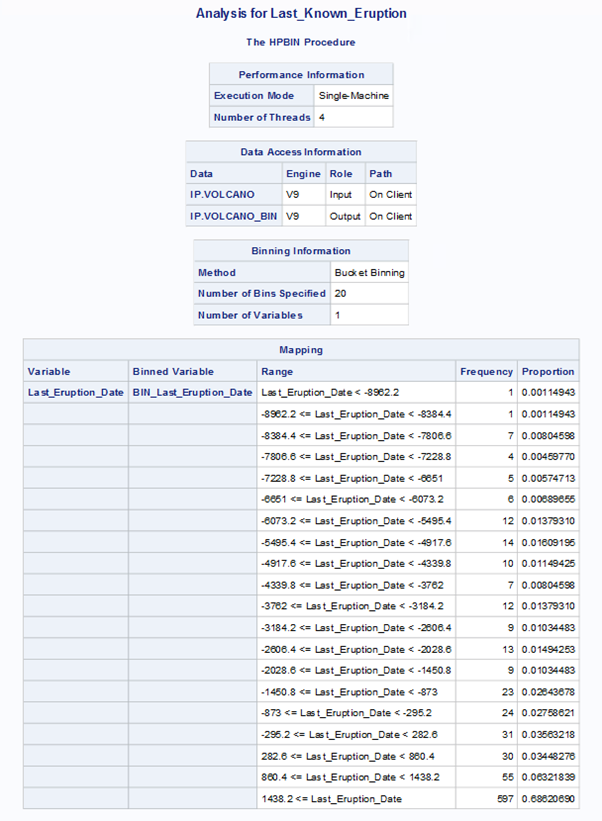 Analysis for Last_Known_Eruption
The HPBIN Procedure
Performance Information
Execution Mode Single-Machine
Number of Threads 4
Data Access Information
Data Engine Role Path
IP.VOLCANO V9 Input On Client
IP.VOLCANO_BIN V9 Output On Client
Binning Information
Method Bucket Binning
Number of Bins Specified 20
Number of Variables 1
Mapping
Variable Binned Variable Range Frequency Proportion
Last_Eruption_Date BIN_Last_Eruption_Date Last_Eruption_Date < -8962.2 1 0.00114943
-8962.2 <= Last_Eruption_Date < -8384.4 1 0.00114943
-8384.4 <= Last_Eruption_Date < -7806.6 7 0.00804598
-7806.6 <= Last_Eruption_Date < -7228.8 4 0.00459770
-7228.8 <= Last_Eruption_Date < -6651 5 0.00574713
-6651 <= Last_Eruption_Date < -6073.2 6 0.00689655
-6073.2 <= Last_Eruption_Date < -5495.4 12 0.01379310
-5495.4 <= Last_Eruption_Date < -4917.6 14 0.01609195
-4917.6 <= Last_Eruption_Date < -4339.8 10 0.01149425
-4339.8 <= Last_Eruption_Date < -3762 7 0.00804598
-3762 <= Last_Eruption_Date < -3184.2 12 0.01379310
-3184.2 <= Last_Eruption_Date < -2606.4 9 0.01034483
-2606.4 <= Last_Eruption_Date < -2028.6 13 0.01494253
-2028.6 <= Last_Eruption_Date < -1450.8 9 0.01034483
-1450.8 <= Last_Eruption_Date < -873 23 0.02643678
-873 <= Last_Eruption_Date < -295.2 24 0.02758621
-295.2 <= Last_Eruption_Date < 282.6 31 0.03563218
282.6 <= Last_Eruption_Date < 860.4 30 0.03448276
860.4 <= Last_Eruption_Date < 1438.2 55 0.06321839
1438.2 <= Last_Eruption_Date 597 0.68620690